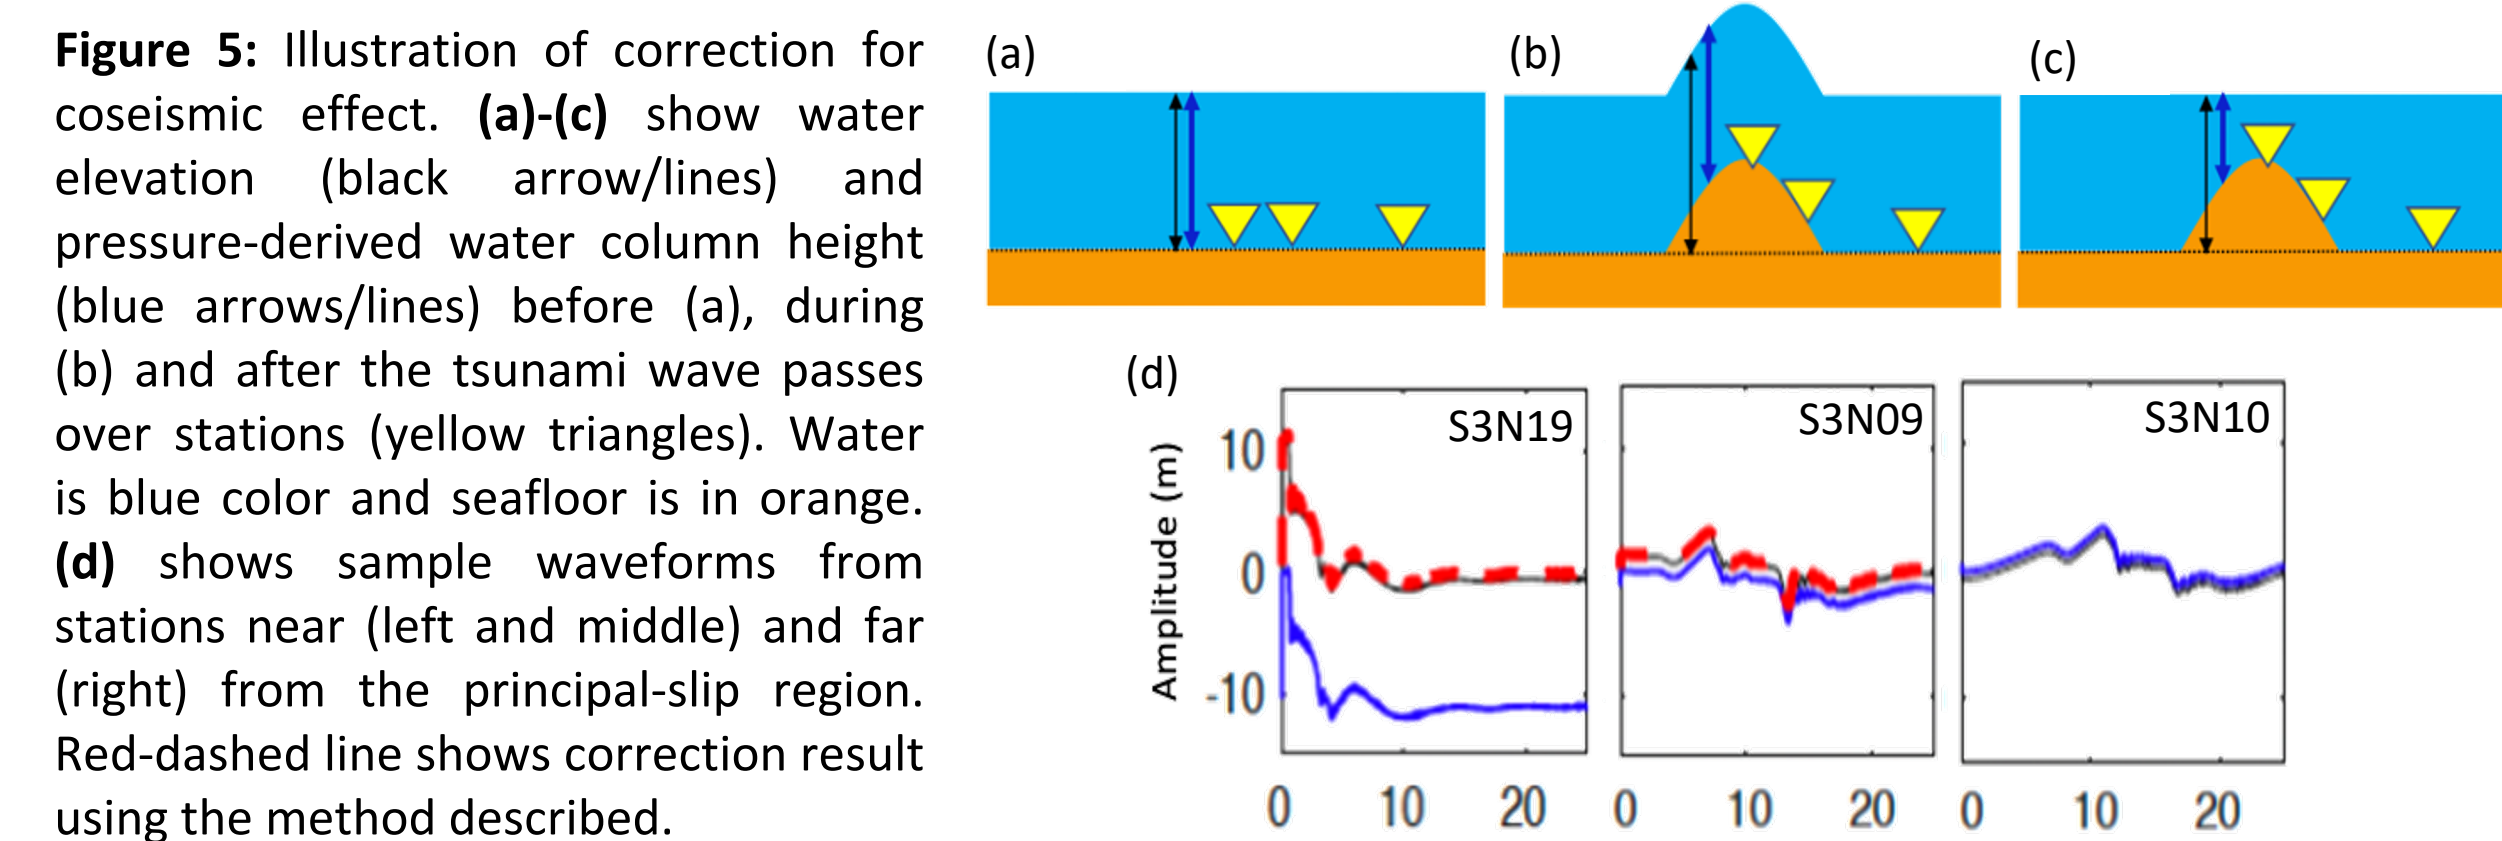 Figure 5: Illustration of correction for
coseismic effect. (a)-(c) show water
elevation (black arrow/lines) and
pressure-derived water column height
(blue arrows/lines) before (a), during
(b) and after the tsunami wave passes
over stations (yellow triangles). Water
is blue color and seafloor is in orange.
(d) shows sample waveforms from
stations near (left and middle) and far
(right) from the principal-slip region.
Red-dashed line shows correction result
using the method described.
(a)
(b)
(c)
(d)
S3N19
S3N09
S3N10
Amplitude (m)
10
0
-10
0 10 20
0 10 20
0 10 20